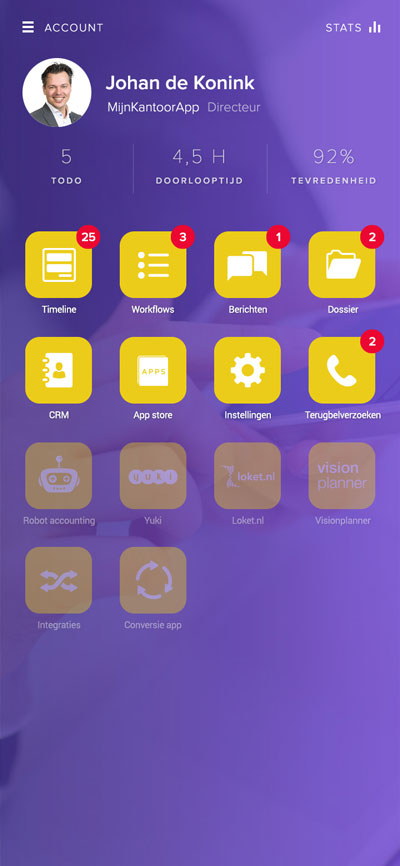 ACCOUNT
STATS
Johan de Konink
MijnKantoorApp Directeur
5
4,5 H
92%
TODO
DOORLOOPTIJD
TEVREDENHEID
25
3
1
2
Timeline
Workflows
Berichten
Dossier
2
APPS
CRM
App store
Instellingen
Terugbelverzoeken
yuki
loket.nl
vision
planner
Robot accounting
Yuki
Loket.nl
Visionplanner
Integraties
Conversie app